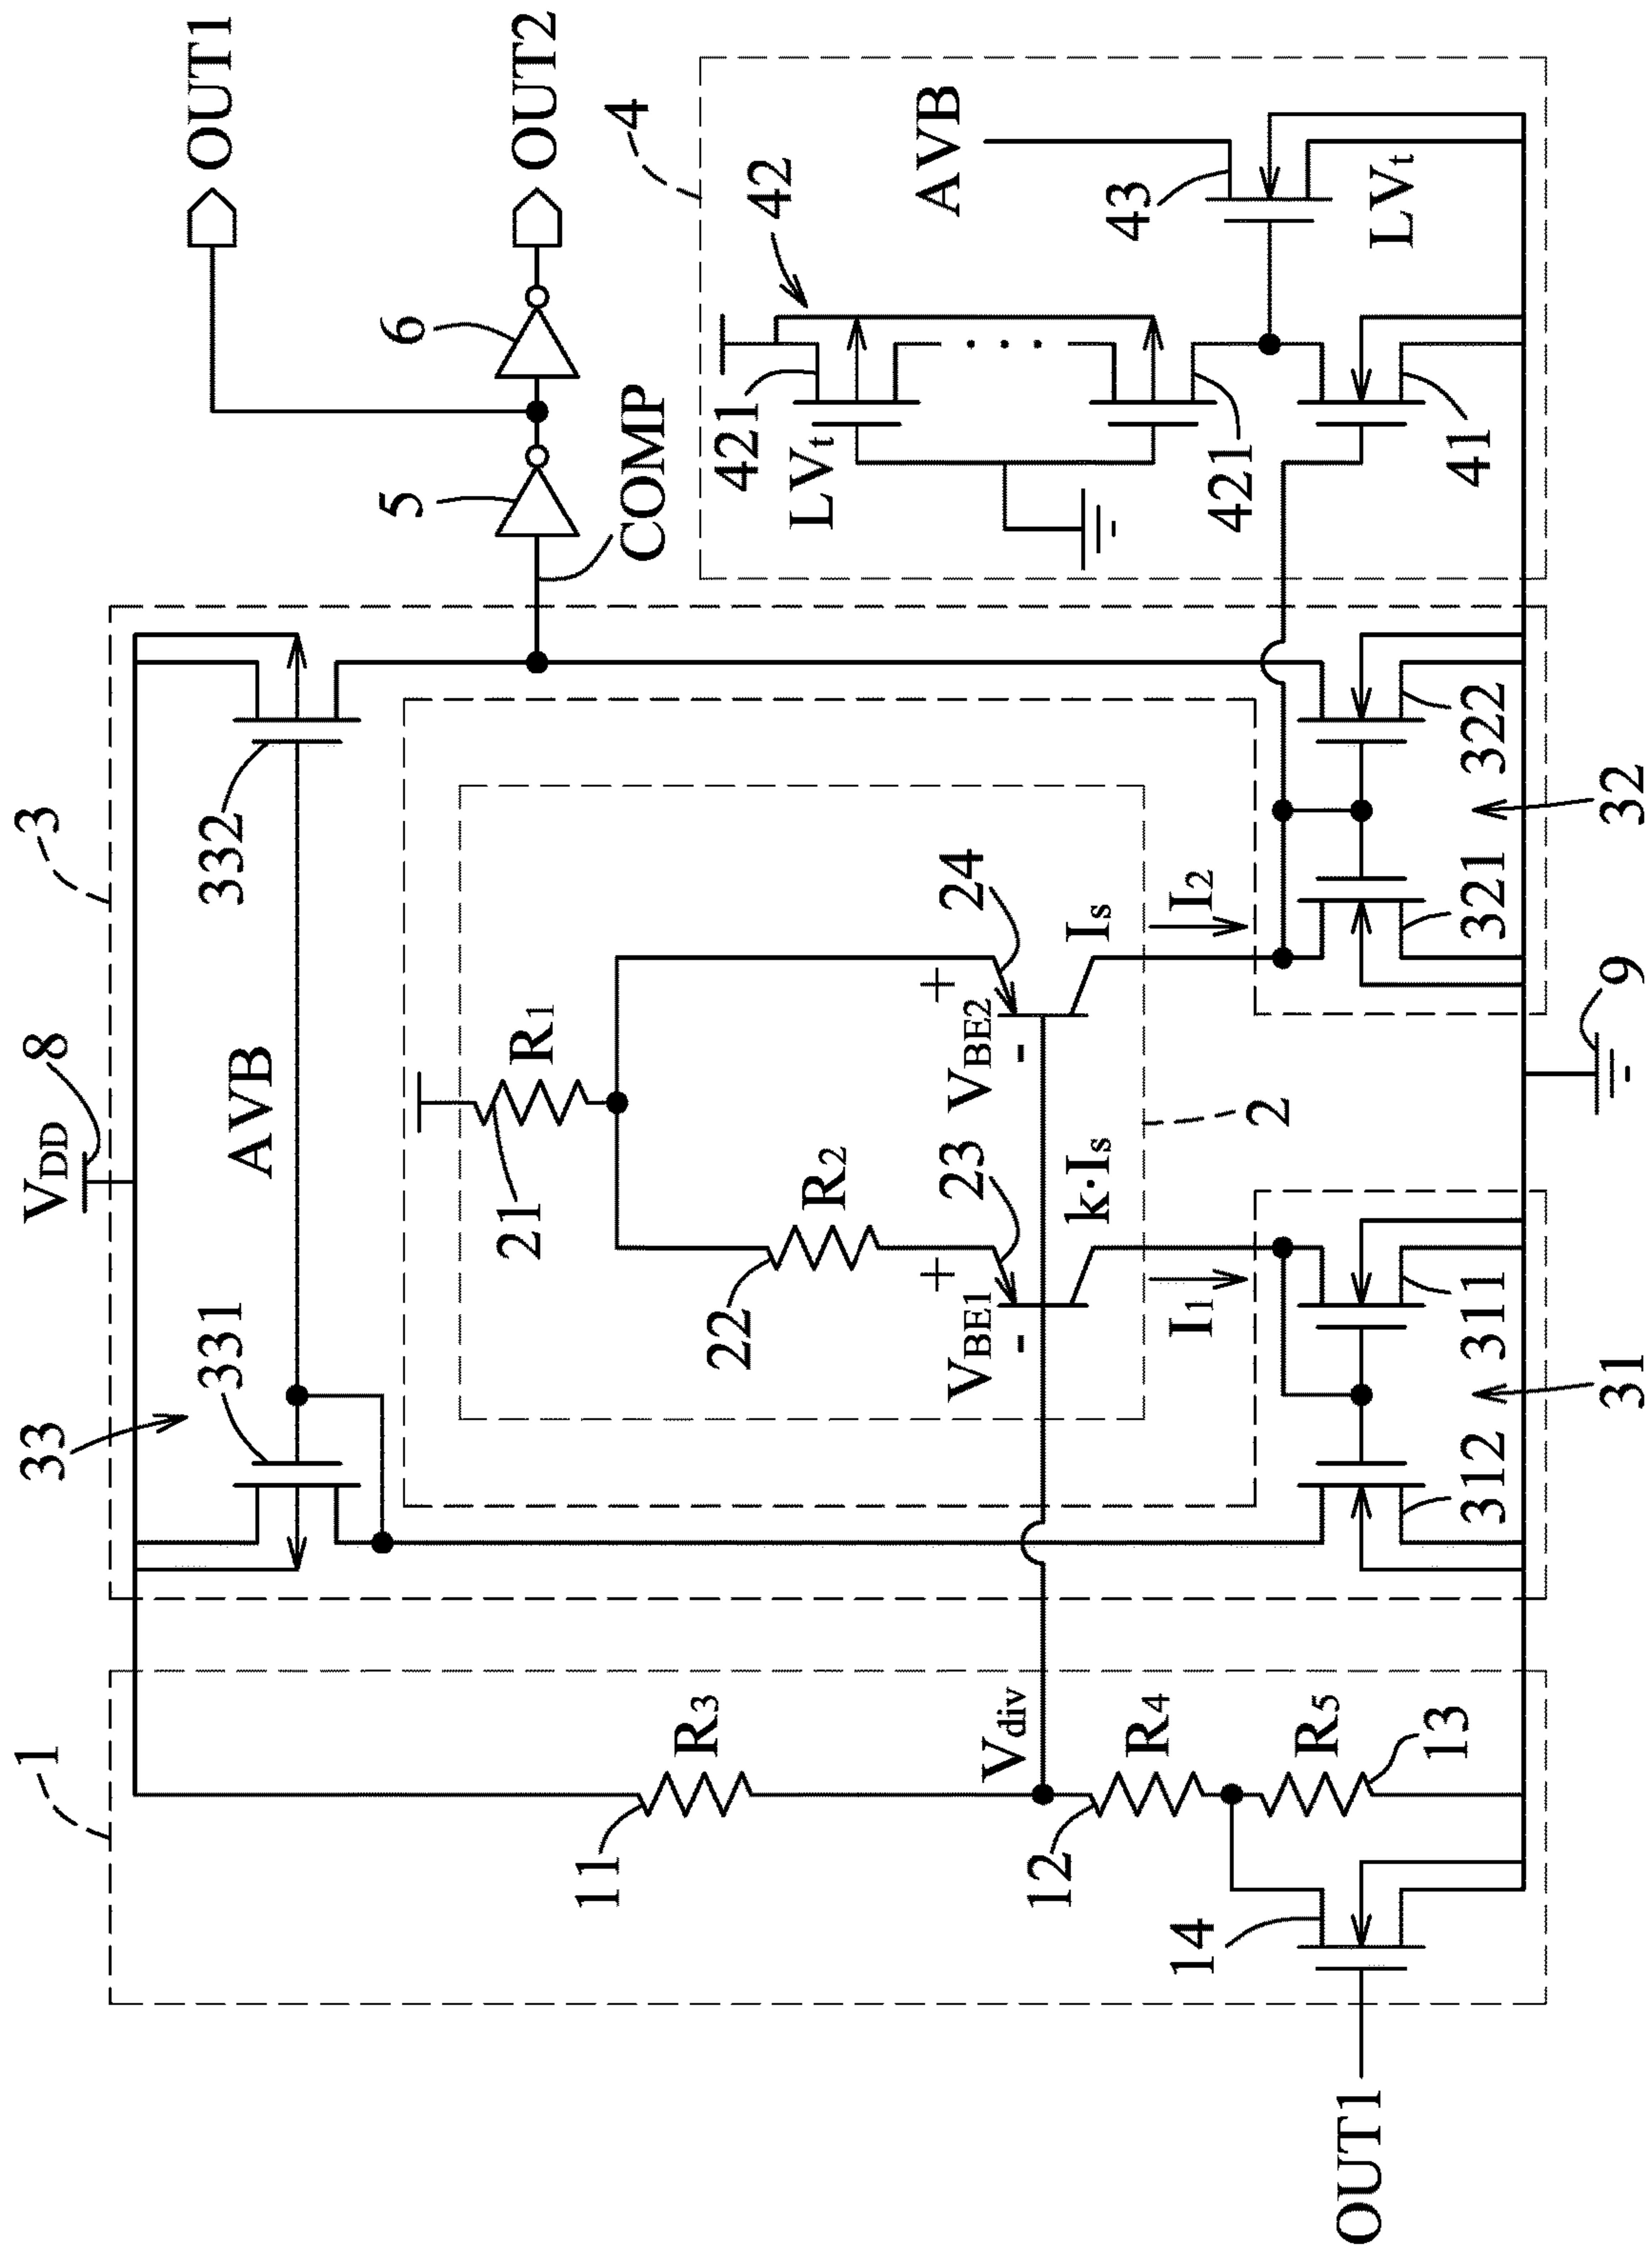 OUT1
OUT2
1
3
4
33
331
332
VDD
8
AVB
5
6
COMP
42
421
LVt
421
AVB
43
LVt
41
11
R3
21
R1
22
R2
VBE1
+
-
23
VBE2
+
-
24
k·Is
Is
2
I1
I2
Vdiv
12
R4
R5
13
14
OUT1
312
311
31
321
322
32
9